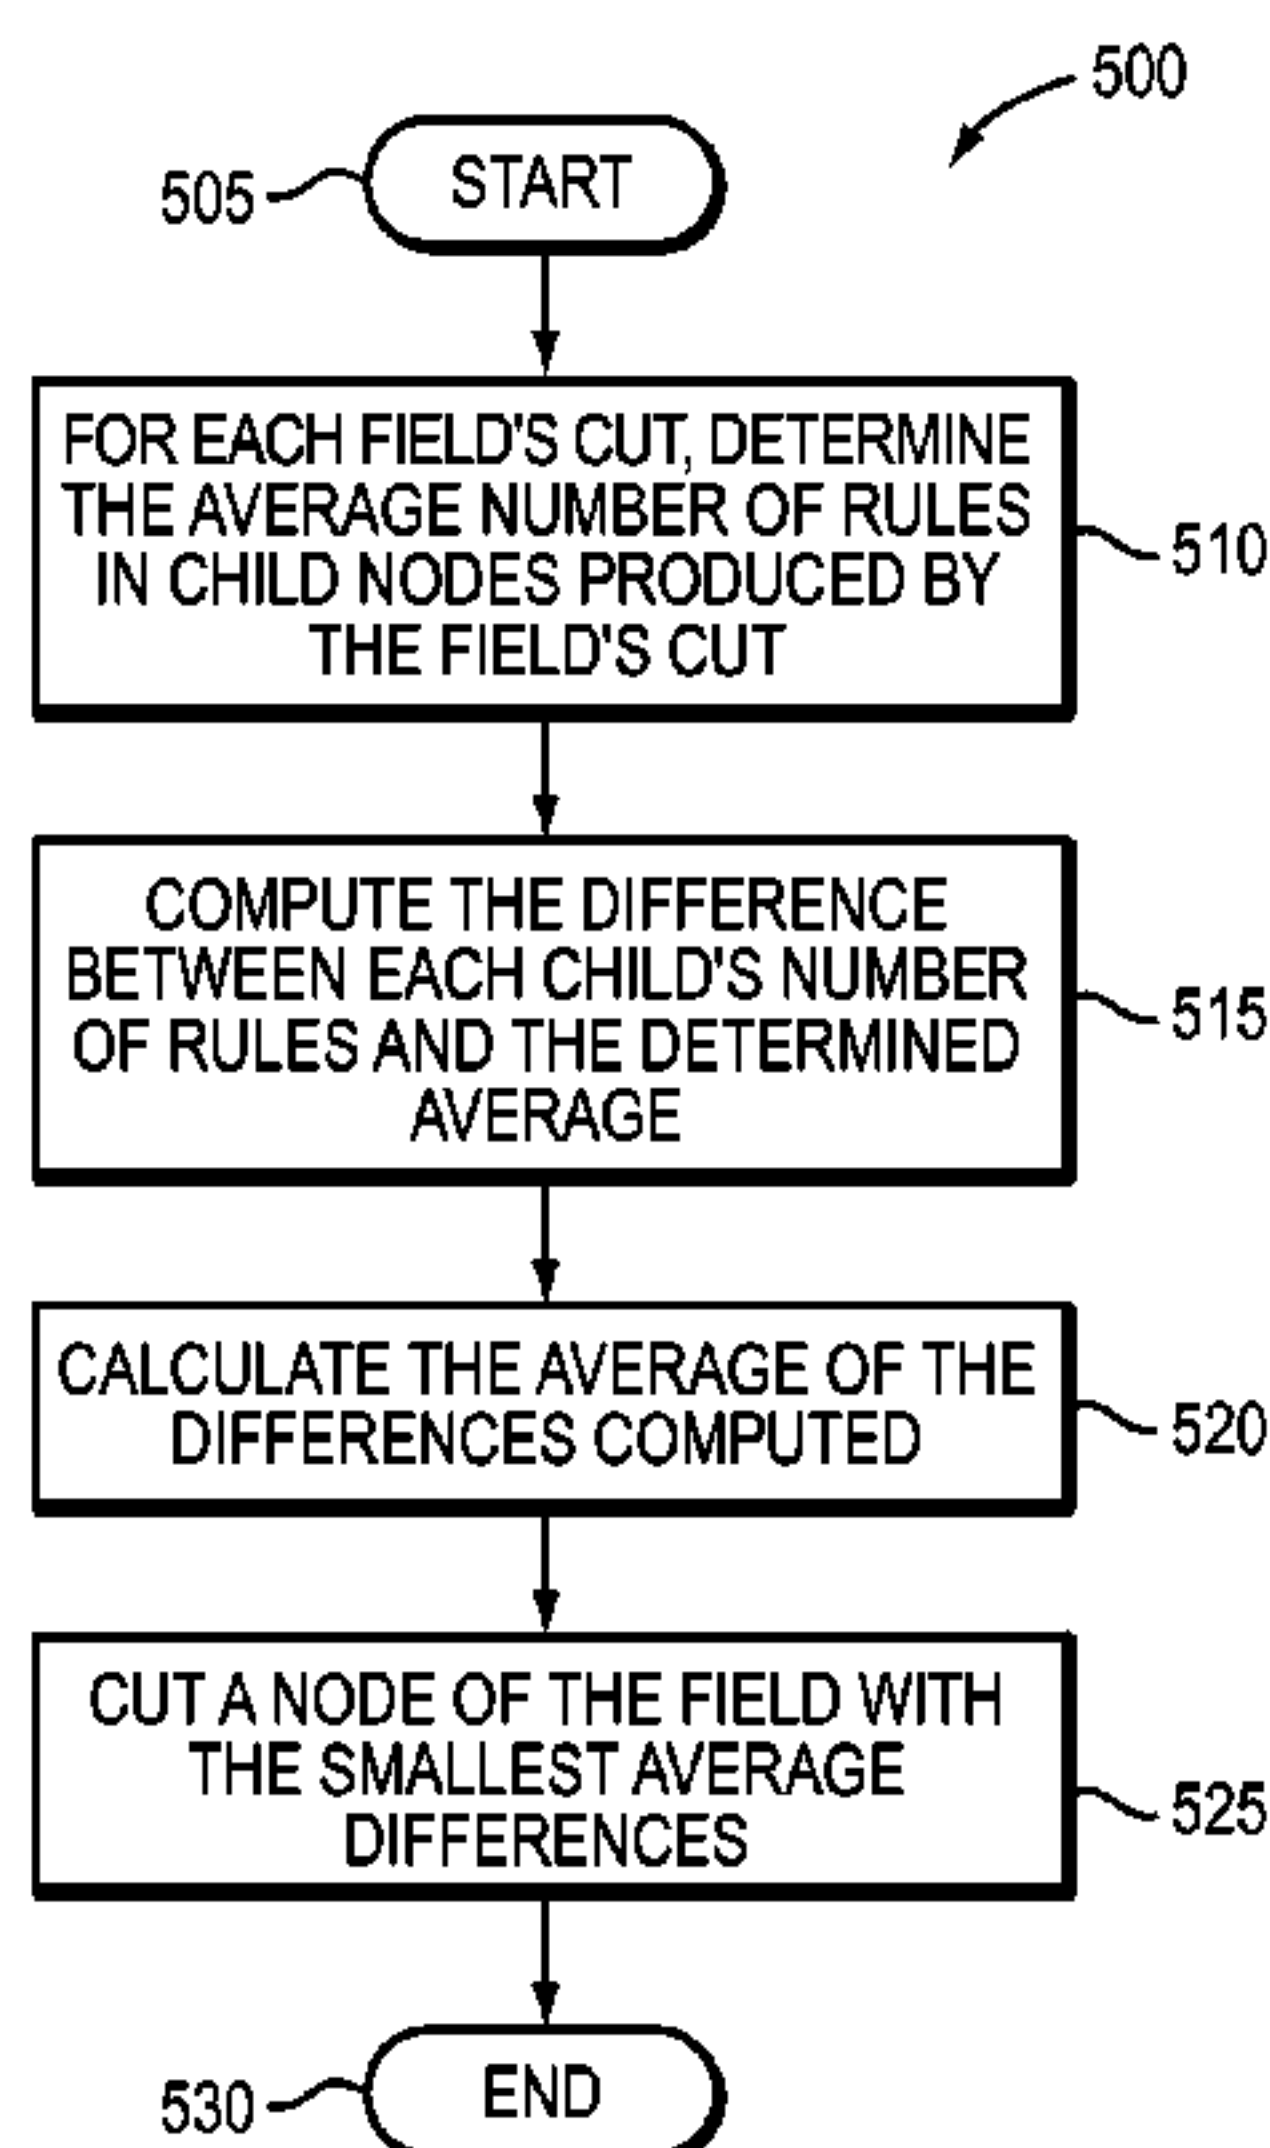 500
505
START
FOR EACH FIELD'S CUT, DETERMINE
THE AVERAGE NUMBER OF RULES
IN CHILD NODES PRODUCED BY
THE FIELD'S CUT
510
COMPUTE THE DIFFERENCE
BETWEEN EACH CHILD'S NUMBER
OF RULES AND THE DETERMINED
AVERAGE
515
CALCULATE THE AVERAGE OF THE
DIFFERENCES COMPUTED
520
CUT A NODE OF THE FIELD WITH
THE SMALLEST AVERAGE
DIFFERENCES
525
530
END